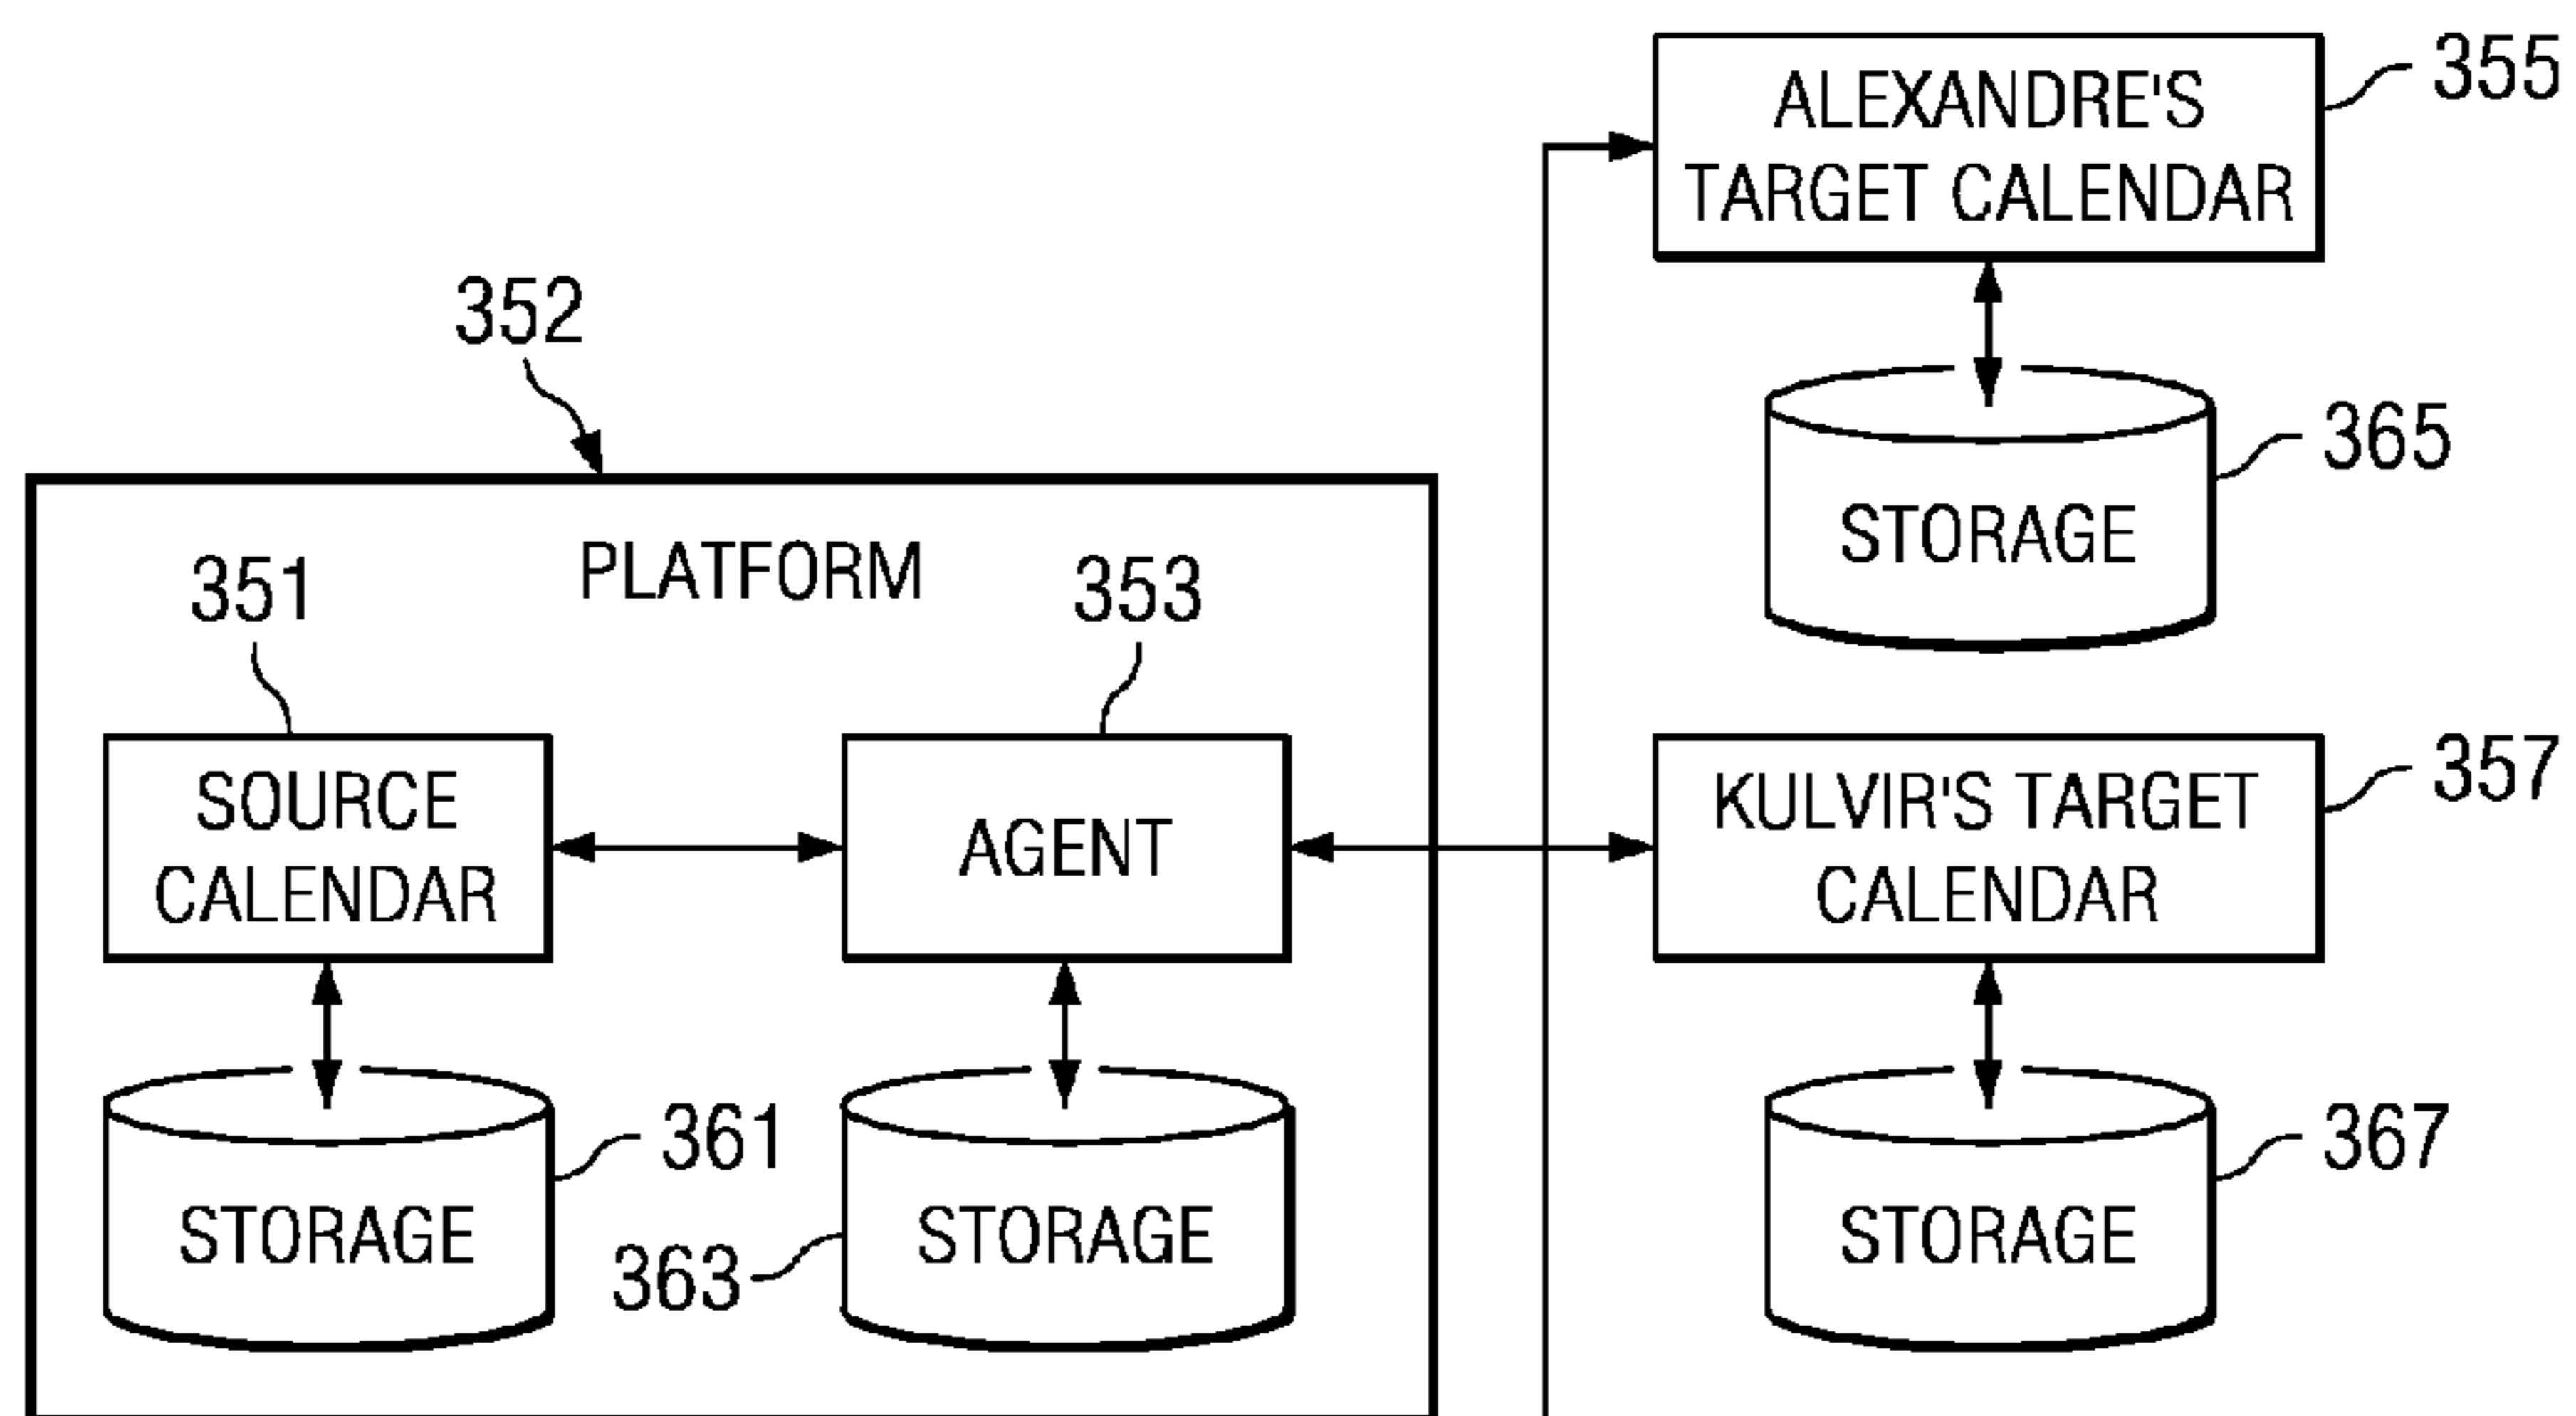 ALEXANDRE'S
TARGET CALENDAR
355
352
365
STORAGE
PLATFORM
351
353
SOURCE
CALENDAR
AGENT
KULVIR'S TARGET
CALENDAR
357
361
STORAGE
363
STORAGE
367
STORAGE